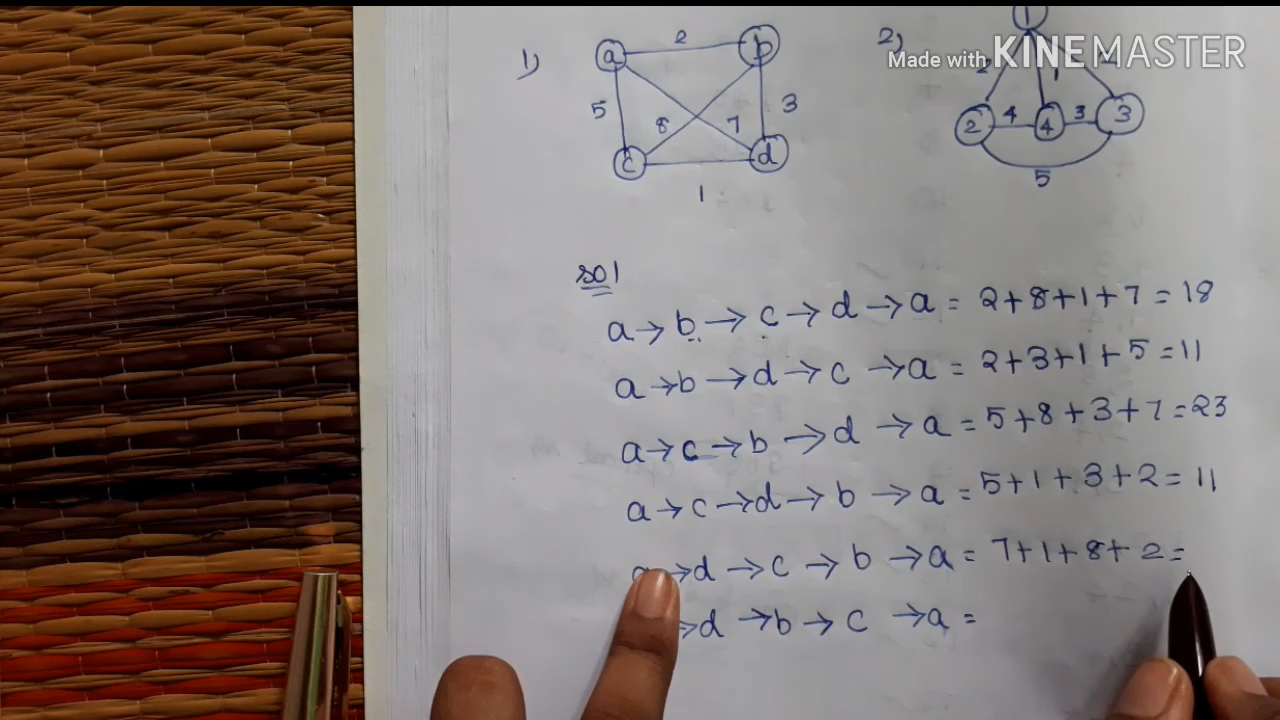 1)
a 2 b
5 8 7 3
c d
1
2)
Made with KINEMASTER
1
2 1
2 4 4 3 3
5
sol
a → b → c → d → a = 2+8+1+7 = 18
a → b → d → c → a = 2+3+1+5 = 11
a → c → b → d → a = 5+8+3+7 = 23
a → c → d → b → a = 5+1+3+2 = 11
a → d → c → b → a = 7+1+8+2 =
→ d → b → c → a =